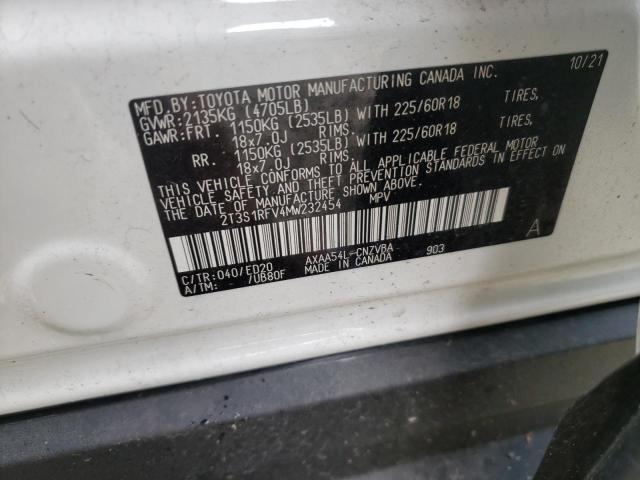 MFD.BY:TOYOTA MOTOR MANUFACTURING CANADA INC. 10/21
GVWR:2135KG (4705LB)
GAWR:FRT. 1150KG (2535LB) WITH 225/60R18 TIRES,
18x7.0J RIMS.
RR. 1150KG (2535LB) WITH 225/60R18 TIRES,
18x7.0J RIMS.
THIS VEHICLE CONFORMS TO ALL APPLICABLE FEDERAL MOTOR
VEHICLE SAFETY AND THEFT PREVENTION STANDARDS IN EFFECT ON
THE DATE OF MANUFACTURE SHOWN ABOVE.
2T3S1RFV4MW232454 MPV
A
C/TR:040/ED20 AXAA54L-CNZVBA 903
A/TM: /UB80F MADE IN CANADA